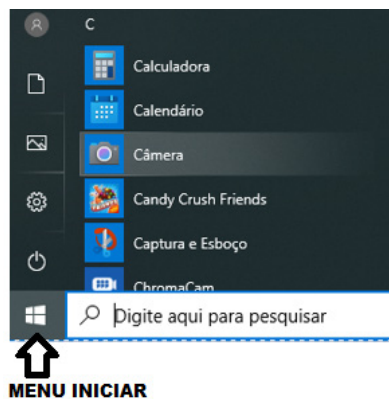 C
Calculadora
Calendário
Câmera
Candy Crush Friends
Captura e Esboço
ChromaCam
Digite aqui para pesquisar
MENU INICIAR